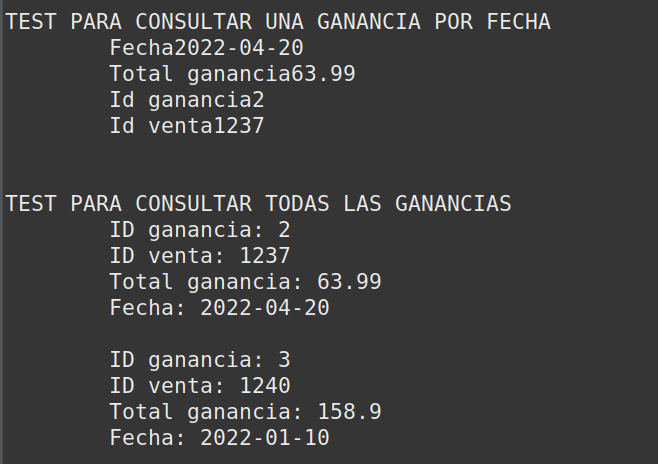 TEST PARA CONSULTAR UNA GANANCIA POR FECHA
Fecha2022-04-20
Total ganancia63.99
Id ganancia2
Id venta1237
TEST PARA CONSULTAR TODAS LAS GANANCIAS
ID ganancia: 2
ID venta: 1237
Total ganancia: 63.99
Fecha: 2022-04-20
ID ganancia: 3
ID venta: 1240
Total ganancia: 158.9
Fecha: 2022-01-10